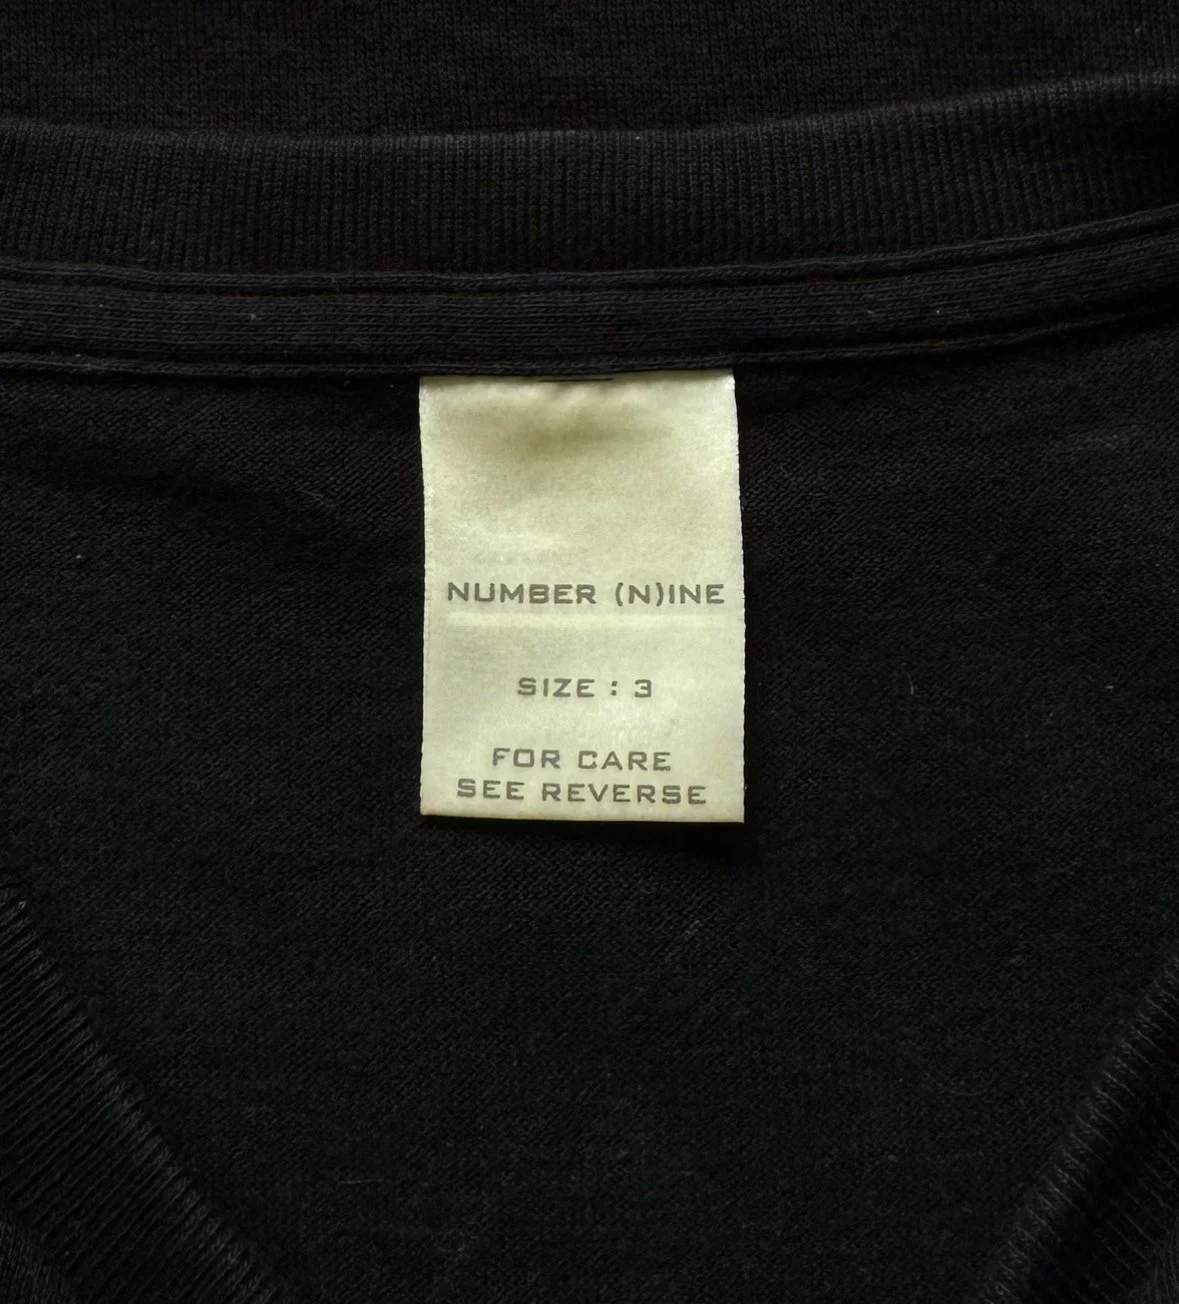 NUMBER (N)INE
SIZE : 3
FOR CARE
SEE REVERSE